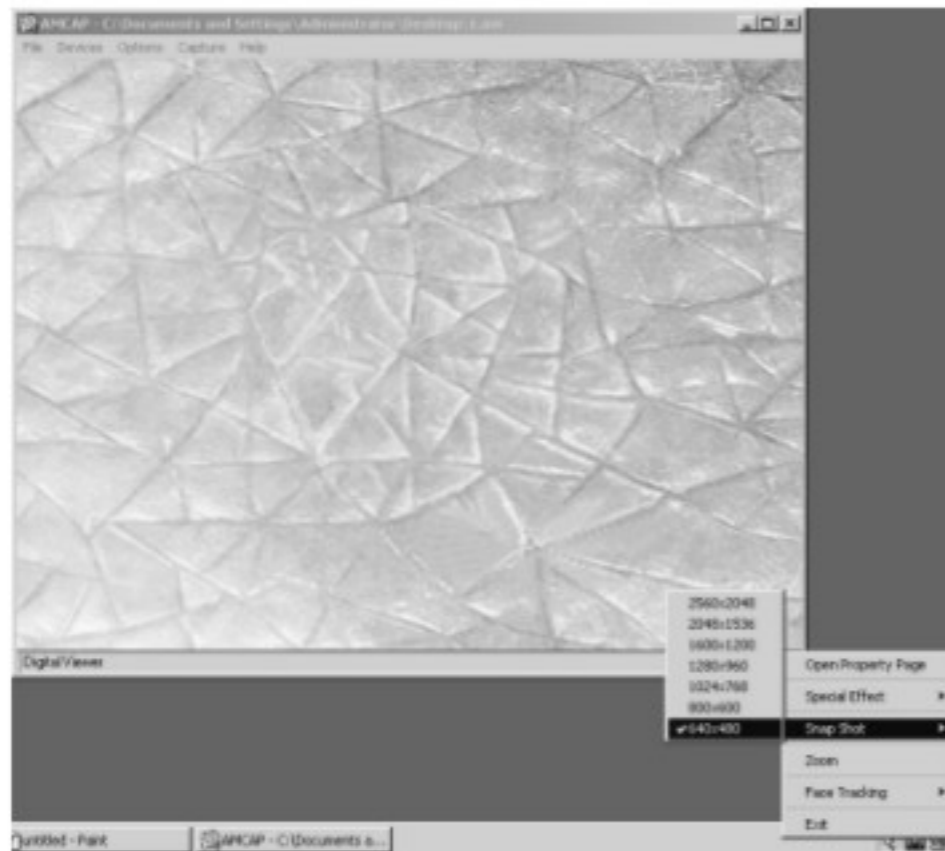 AMCAP - C:\Documents and Settings\Administrator\Desktop\
File Devices Options Capture Help
2560x2048
2048x1536
1600x1200
1280x960
1024x768
800x600
640x480
DigitalViewer
Open Property Page
Special Effect
Snap Shot
Zoom
Face Tracking
Exit
untitled - Paint
AMCAP - C:\Documents a...